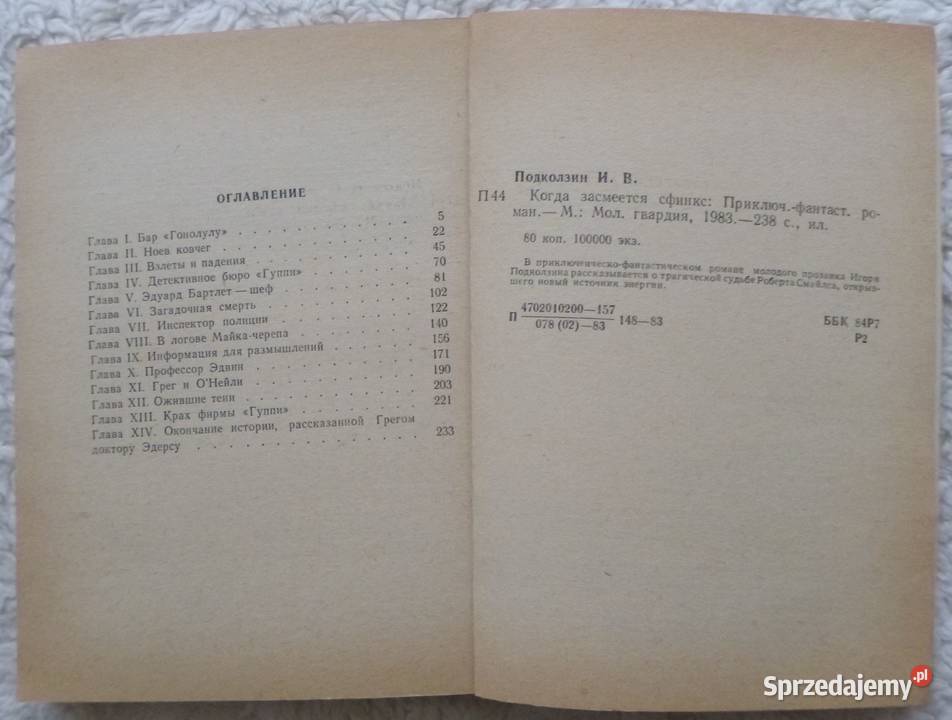 ОГЛАВЛЕНИЕ
Глава I. Бар «Гонолулу» . . . . . . . . . 5
Глава II. Ноев ковчег . . . . . . . . . 22
Глава III. Взлеты и падения . . . . . . . . 45
Глава IV. Детективное бюро «Гуппи» . . . . . . 70
Глава V. Эдуард Бартлет — шеф . . . . . . . 81
Глава VI. Загадочная смерть . . . . . . . . 102
Глава VII. Инспектор полиции . . . . . . . . 122
Глава VIII. В логове Майка-черепа . . . . . . 140
Глава IX. Информация для размышлений . . . . . 156
Глава X. Профессор Эдвин . . . . . . . . 171
Глава XI. Грег и О'Нейли . . . . . . . . 190
Глава XII. Ожившие тени . . . . . . . . 203
Глава XIII. Крах фирмы «Гуппи» . . . . . . . 221
Глава XIV. Окончание истории, рассказанной Грегом
доктору Эдерсу . . . . . . . . . . 233
Подколзин И. В.
П44 Когда засмеется сфинкс: Приключ.-фантаст. ро-
ман.— М.: Мол. гвардия, 1983.—238 с., ил.
80 коп. 100000 экз.
В приключенческо-фантастическом романе молодого прозаика Игоря
Подколзина рассказывается о трагической судьбе Роберта Смейлса, открыв-
шего новый источник энергии.
П 4702010200—157
078 (02)—83 148—83
ББК 84Р7
Р2
Sprzedajemy.pl